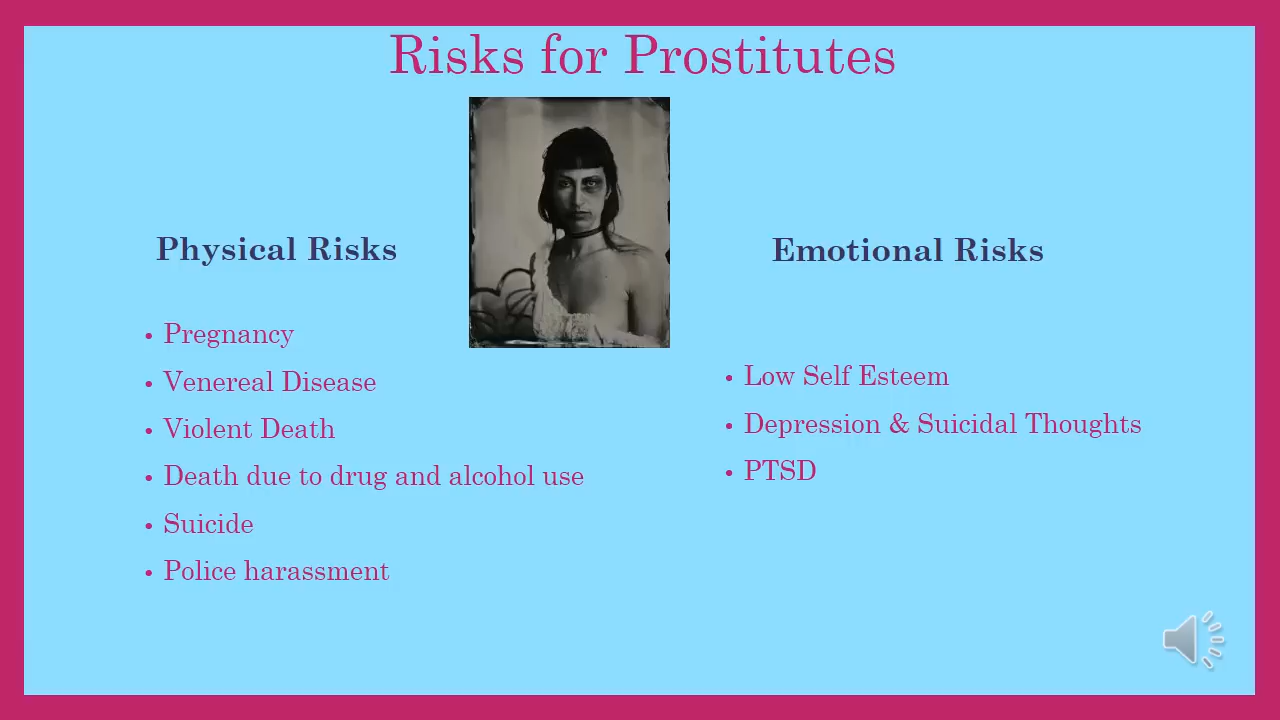 Risks for Prostitutes
Physical Risks
• Pregnancy
• Venereal Disease
• Violent Death
• Death due to drug and alcohol use
• Suicide
• Police harassment
Emotional Risks
• Low Self Esteem
• Depression & Suicidal Thoughts
• PTSD